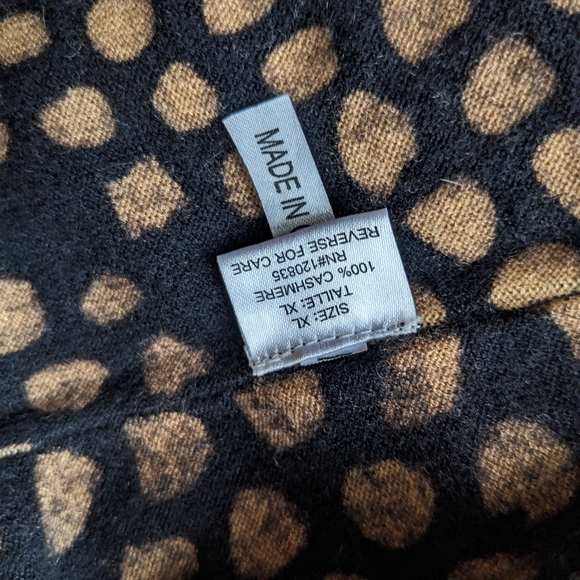 MADE IN
SIZE: XL
TAILLE: XL
100% CASHMERE
RN#120835
REVERSE FOR CARE